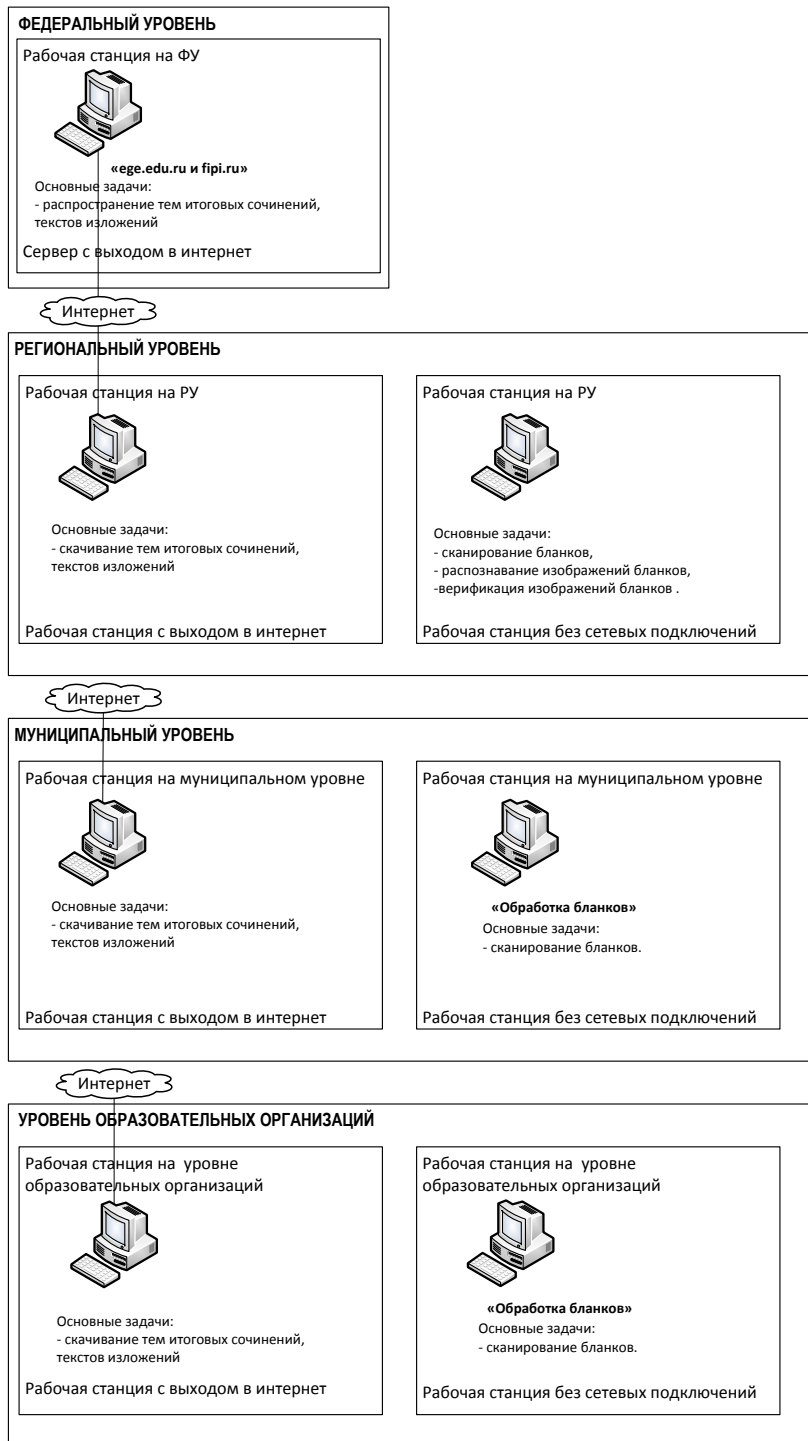 ФЕДЕРАЛЬНЫЙ УРОВЕНЬ
Рабочая станция на ФУ
«ege.edu.ru и fipi.ru»
Основные задачи:
- распространение тем итоговых сочинений,
текстов изложений
Сервер с выходом в интернет
Интернет
РЕГИОНАЛЬНЫЙ УРОВЕНЬ
Рабочая станция на РУ
Основные задачи:
- скачивание тем итоговых сочинений,
текстов изложений
Рабочая станция с выходом в интернет
Рабочая станция на РУ
Основные задачи:
- сканирование бланков,
- распознавание изображений бланков,
-верификация изображений бланков .
Рабочая станция без сетевых подключений
Интернет
МУНИЦИПАЛЬНЫЙ УРОВЕНЬ
Рабочая станция на муниципальном уровне
Основные задачи:
- скачивание тем итоговых сочинений,
текстов изложений
Рабочая станция с выходом в интернет
Рабочая станция на муниципальном уровне
«Обработка бланков»
Основные задачи:
- сканирование бланков.
Рабочая станция без сетевых подключений
Интернет
УРОВЕНЬ ОБРАЗОВАТЕЛЬНЫХ ОРГАНИЗАЦИЙ
Рабочая станция на уровне
образовательных организаций
Основные задачи:
- скачивание тем итоговых сочинений,
текстов изложений
Рабочая станция с выходом в интернет
Рабочая станция на уровне
образовательных организаций
«Обработка бланков»
Основные задачи:
- сканирование бланков.
Рабочая станция без сетевых подключений